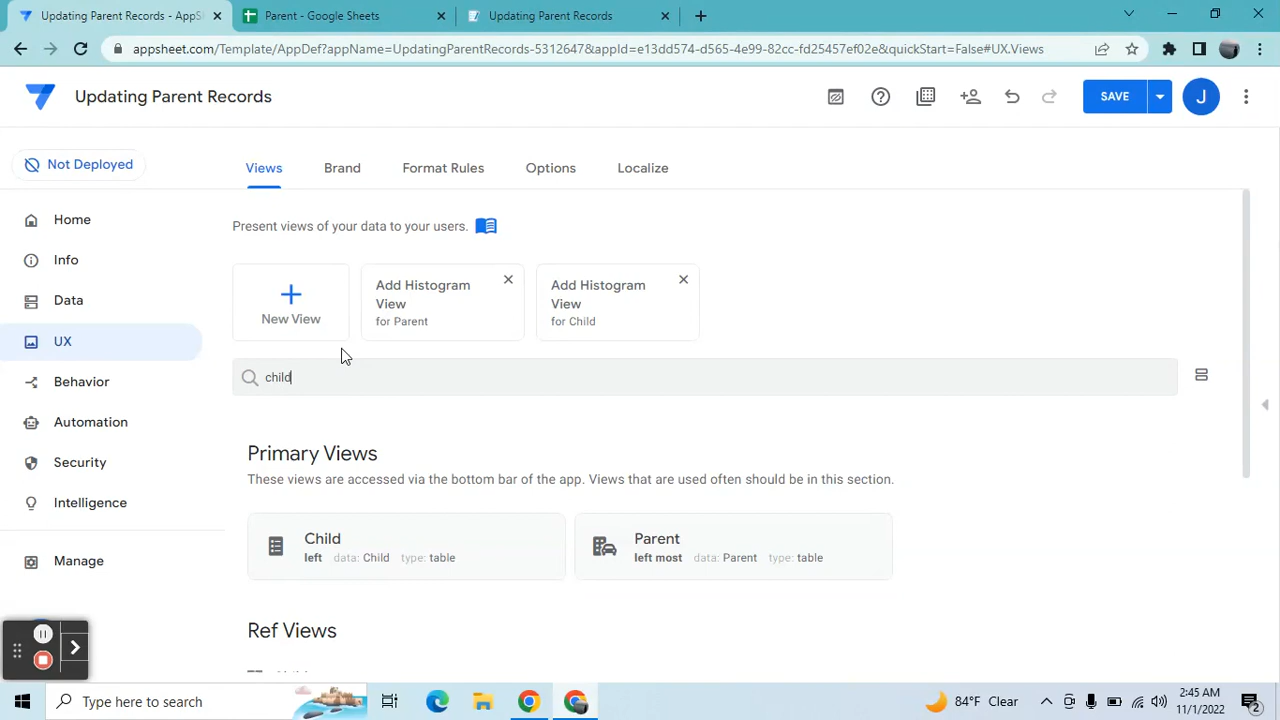 Updating Parent Records - AppS
Parent - Google Sheets
Updating Parent Records
appsheet.com/Template/AppDef?appName=UpdatingParentRecords-5312647&appId=e13dd574-d565-4e99-82cc-fd25457ef02e&quickStart=False#UX.Views
Updating Parent Records
SAVE
J
Not Deployed
Views
Brand
Format Rules
Options
Localize
Home
Info
Data
UX
Behavior
Automation
Security
Intelligence
Manage
Present views of your data to your users.
New View
Add Histogram
View
for Parent
Add Histogram
View
for Child
child
Primary Views
These views are accessed via the bottom bar of the app. Views that are used often should be in this section.
Child
left data: Child type: table
Parent
left most data: Parent type: table
Ref Views
Type here to search
84°F Clear
2:45 AM
11/1/2022
2